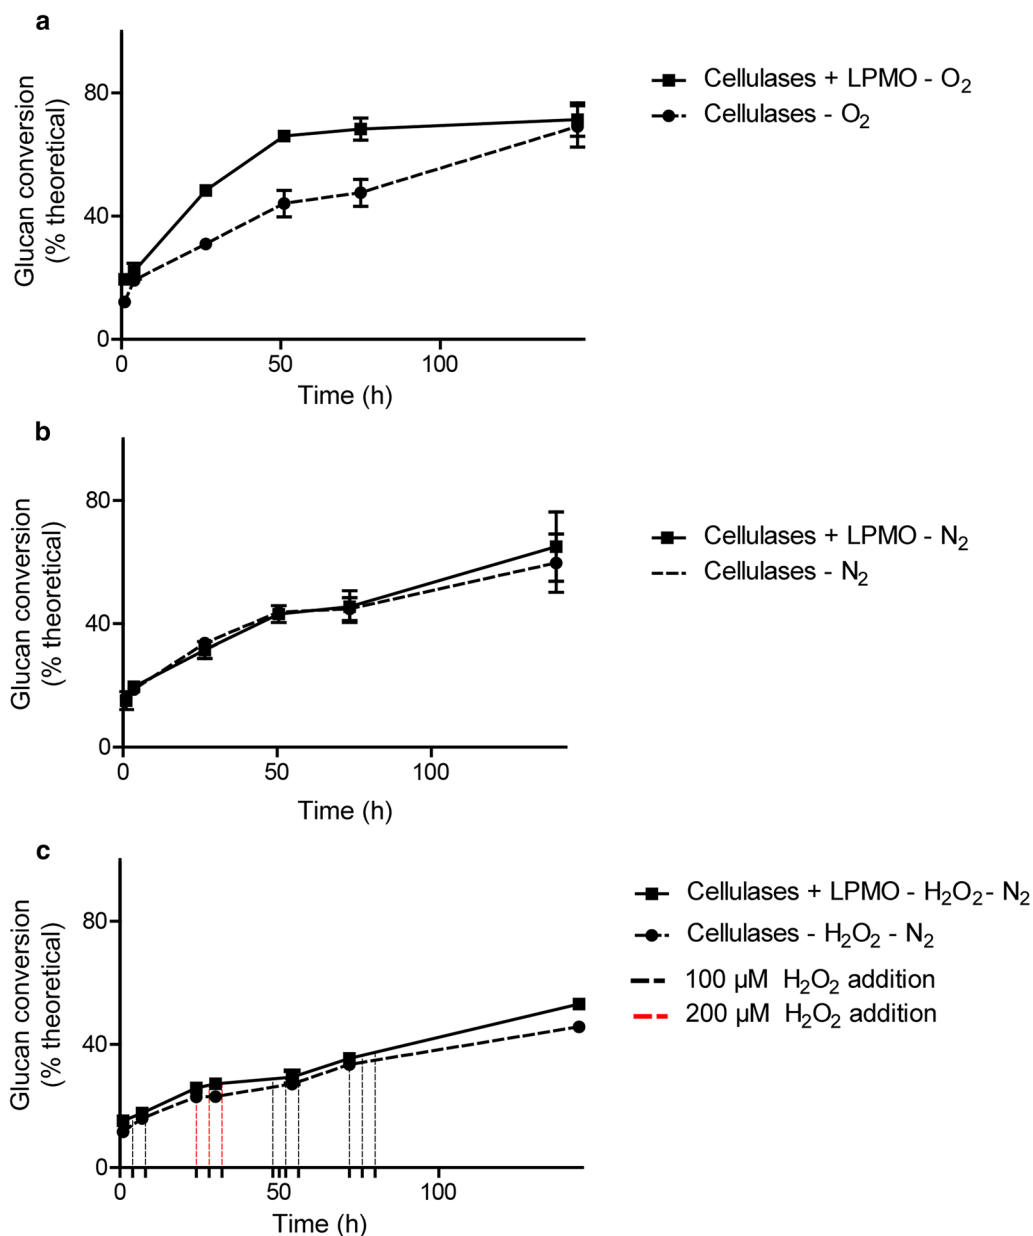 a
Glucan conversion
(% theoretical)
80
40
0
0 50 100
Time (h)
Cellulases + LPMO - O₂
Cellulases - O₂
b
Glucan conversion
(% theoretical)
80
40
0
0 50 100
Time (h)
Cellulases + LPMO - N₂
Cellulases - N₂
c
Glucan conversion
(% theoretical)
80
40
0
0 50 100
Time (h)
Cellulases + LPMO - H₂O₂- N₂
Cellulases - H₂O₂ - N₂
100 µM H₂O₂ addition
200 µM H₂O₂ addition